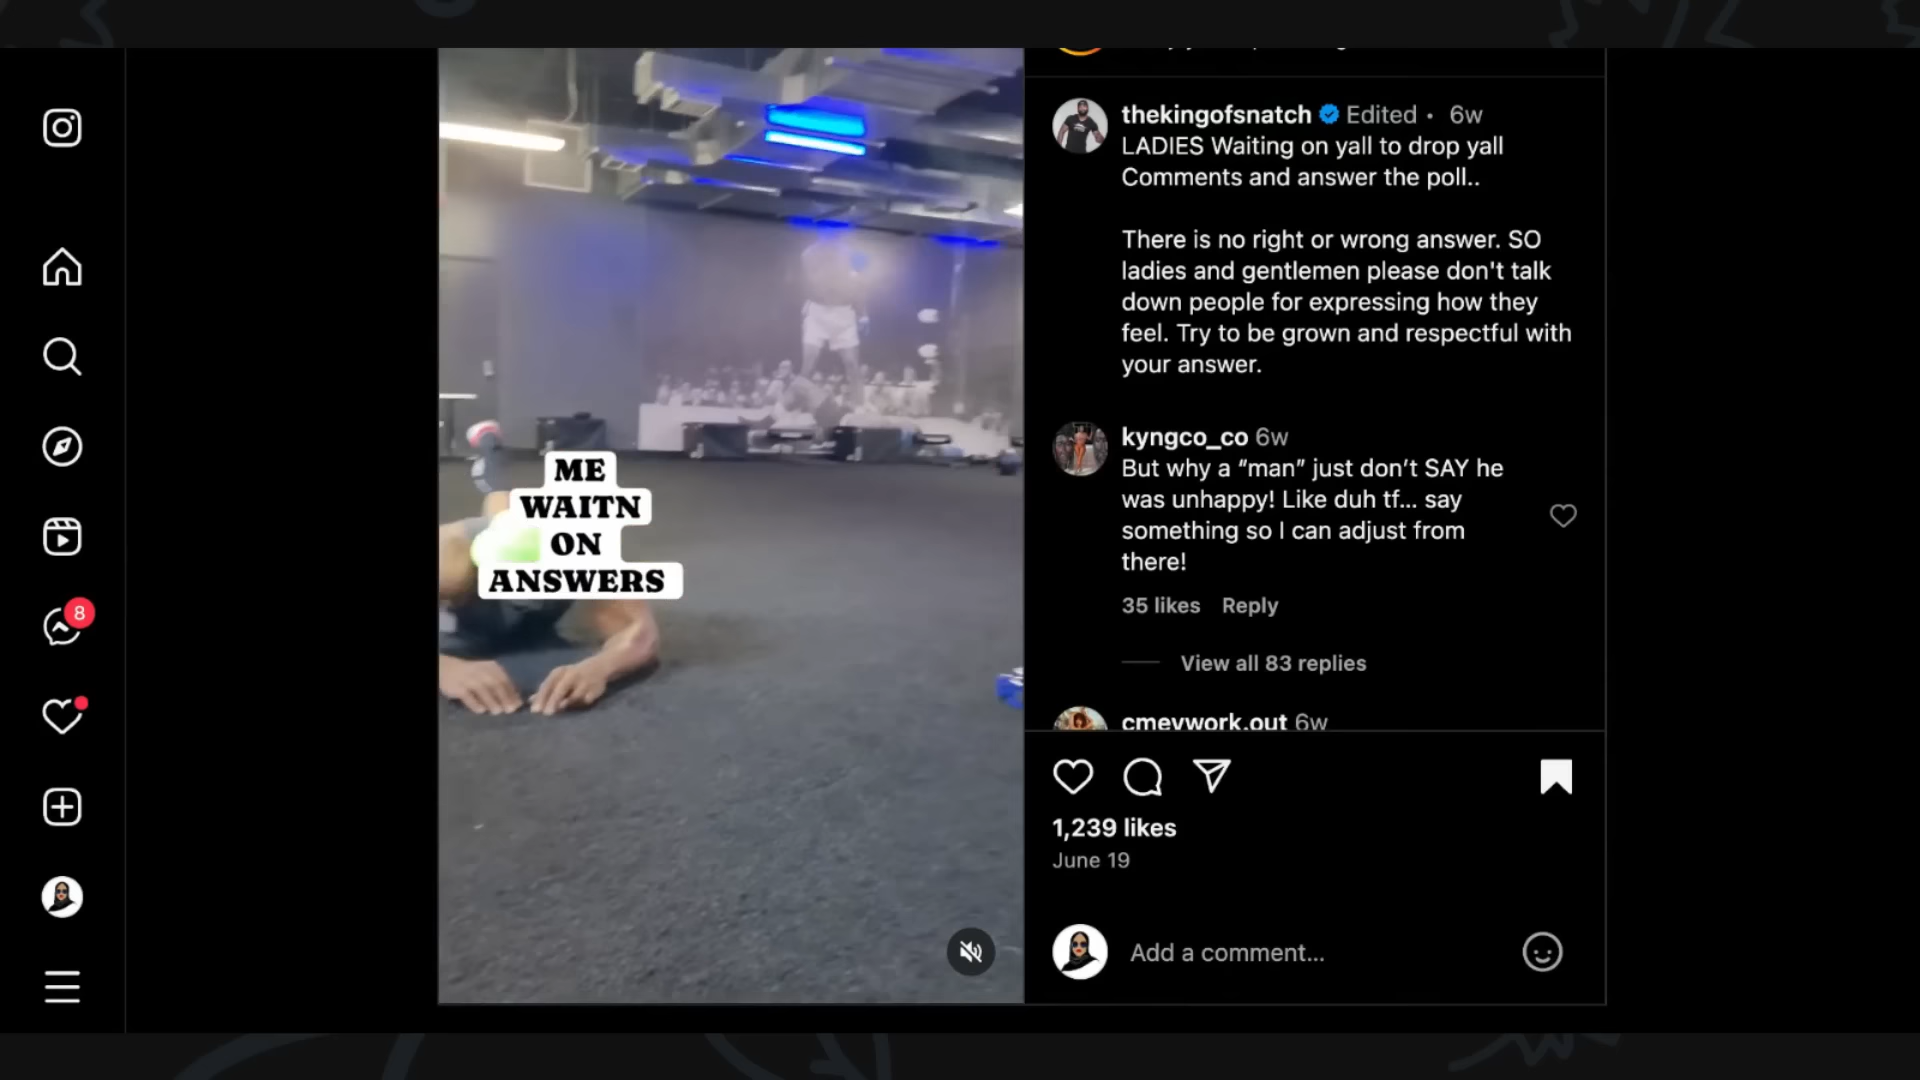 thekingofsnatch Edited • 6w
LADIES Waiting on yall to drop yall
Comments and answer the poll..
There is no right or wrong answer. SO
ladies and gentlemen please don't talk
down people for expressing how they
feel. Try to be grown and respectful with
your answer.
kyngco_co 6w
But why a “man” just don’t SAY he
was unhappy! Like duh tf... say
something so I can adjust from
there!
35 likes Reply
View all 83 replies
cmeywork.out 6w
1,239 likes
June 19
Add a comment...
ME
WAITN
ON
ANSWERS
8